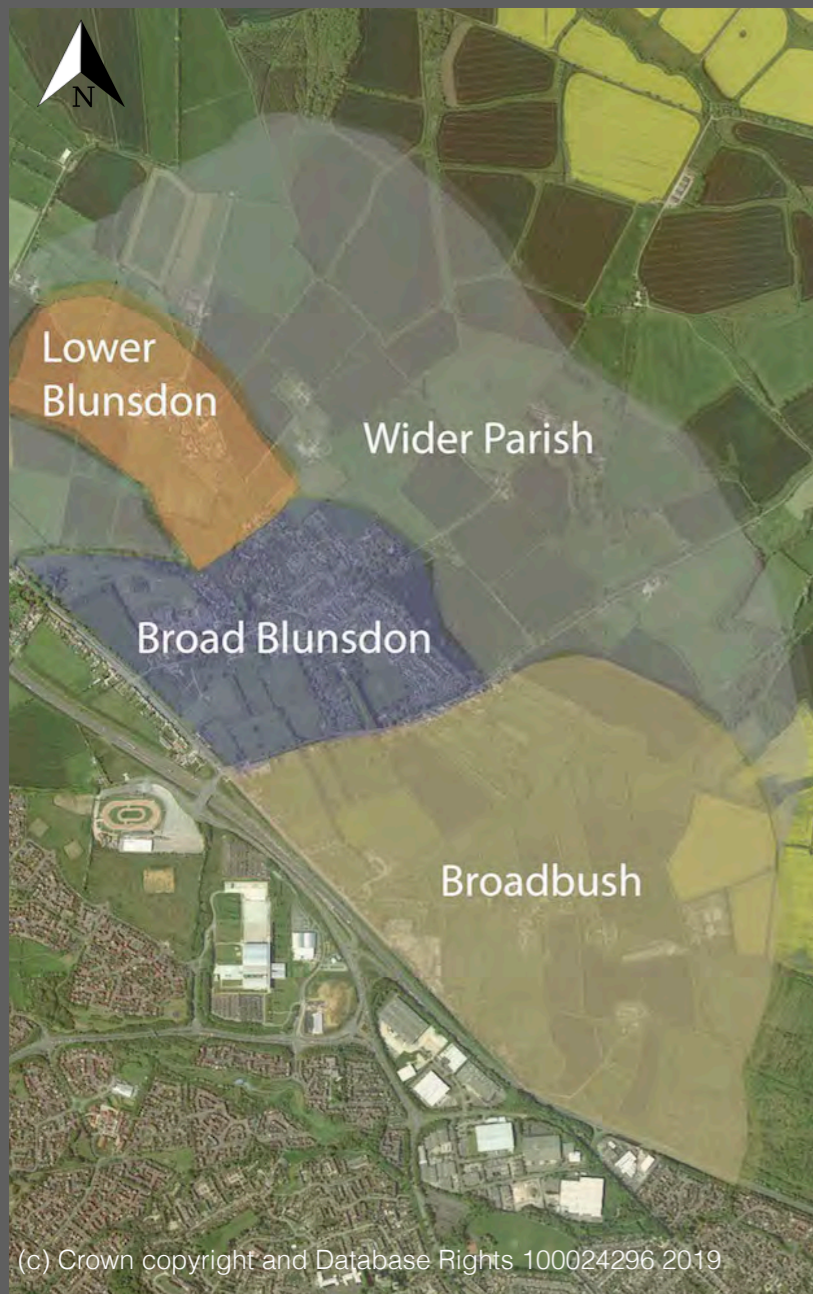 N
Lower
Blunsdon
Wider Parish
Broad Blunsdon
Broadbush
(c) Crown copyright and Database Rights 100024296 2019